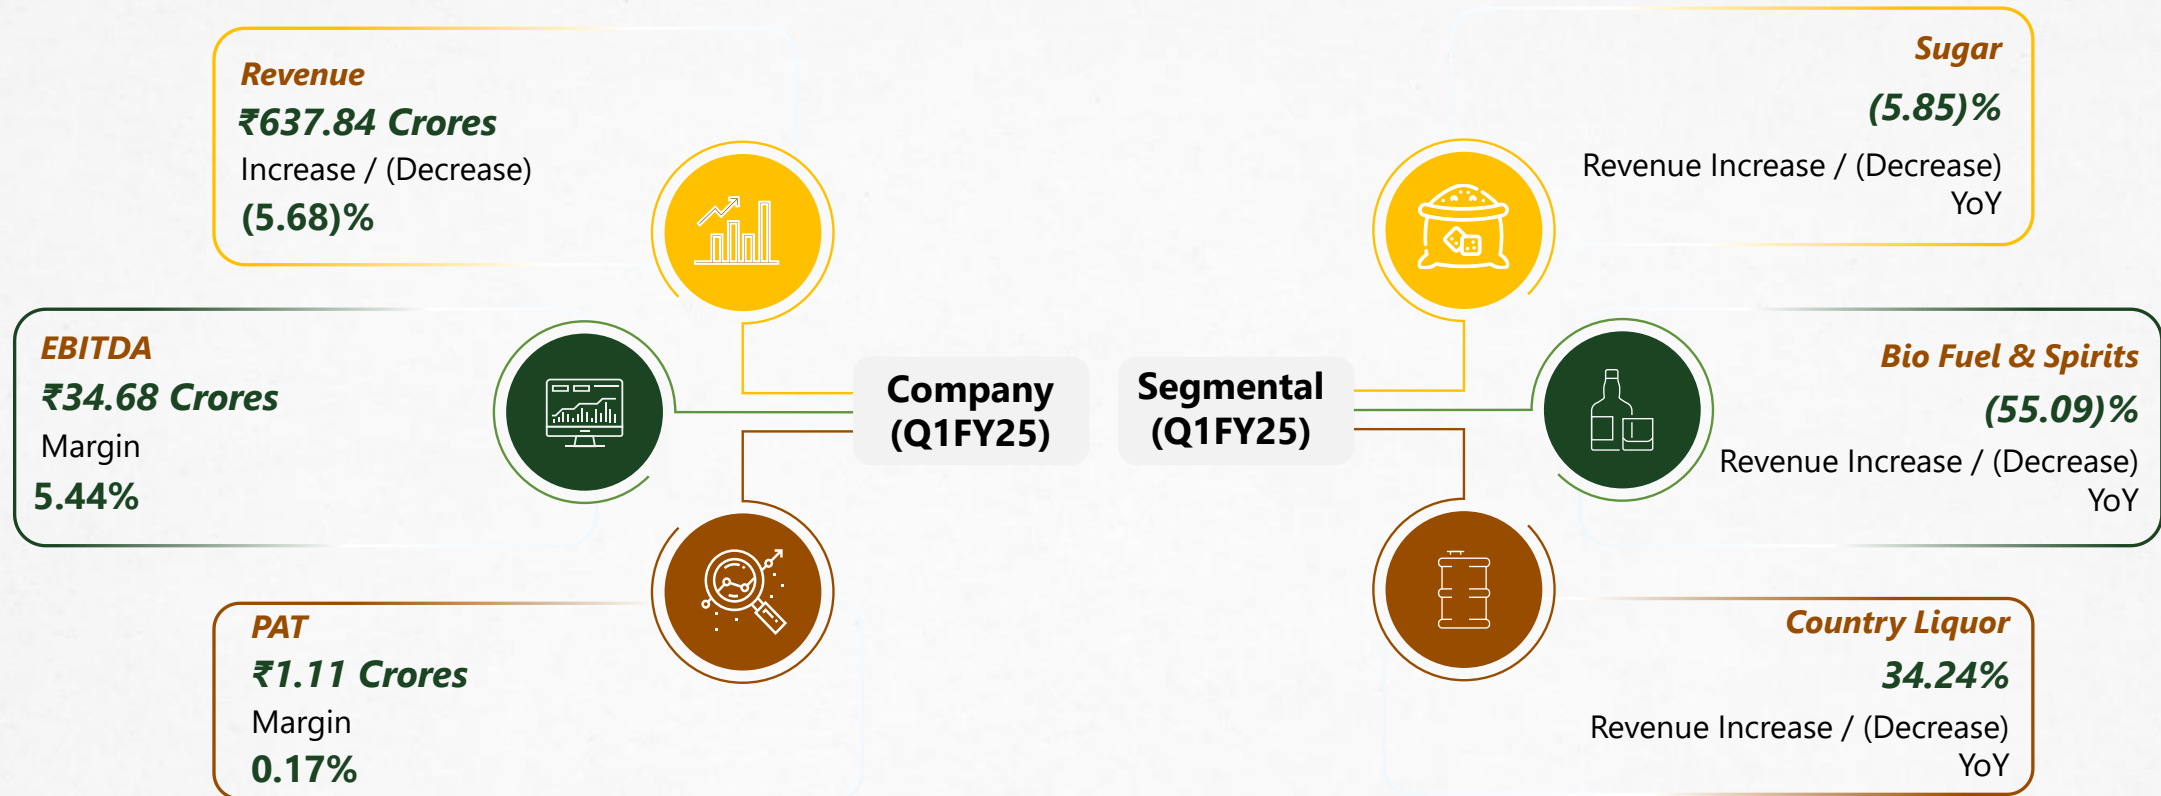 Revenue
₹637.84 Crores
Increase / (Decrease)
(5.68)%
EBITDA
₹34.68 Crores
Margin
5.44%
PAT
₹1.11 Crores
Margin
0.17%
Company
(Q1FY25)
Segmental
(Q1FY25)
Sugar
(5.85)%
Revenue Increase / (Decrease)
YoY
Bio Fuel & Spirits
(55.09)%
Revenue Increase / (Decrease)
YoY
Country Liquor
34.24%
Revenue Increase / (Decrease)
YoY